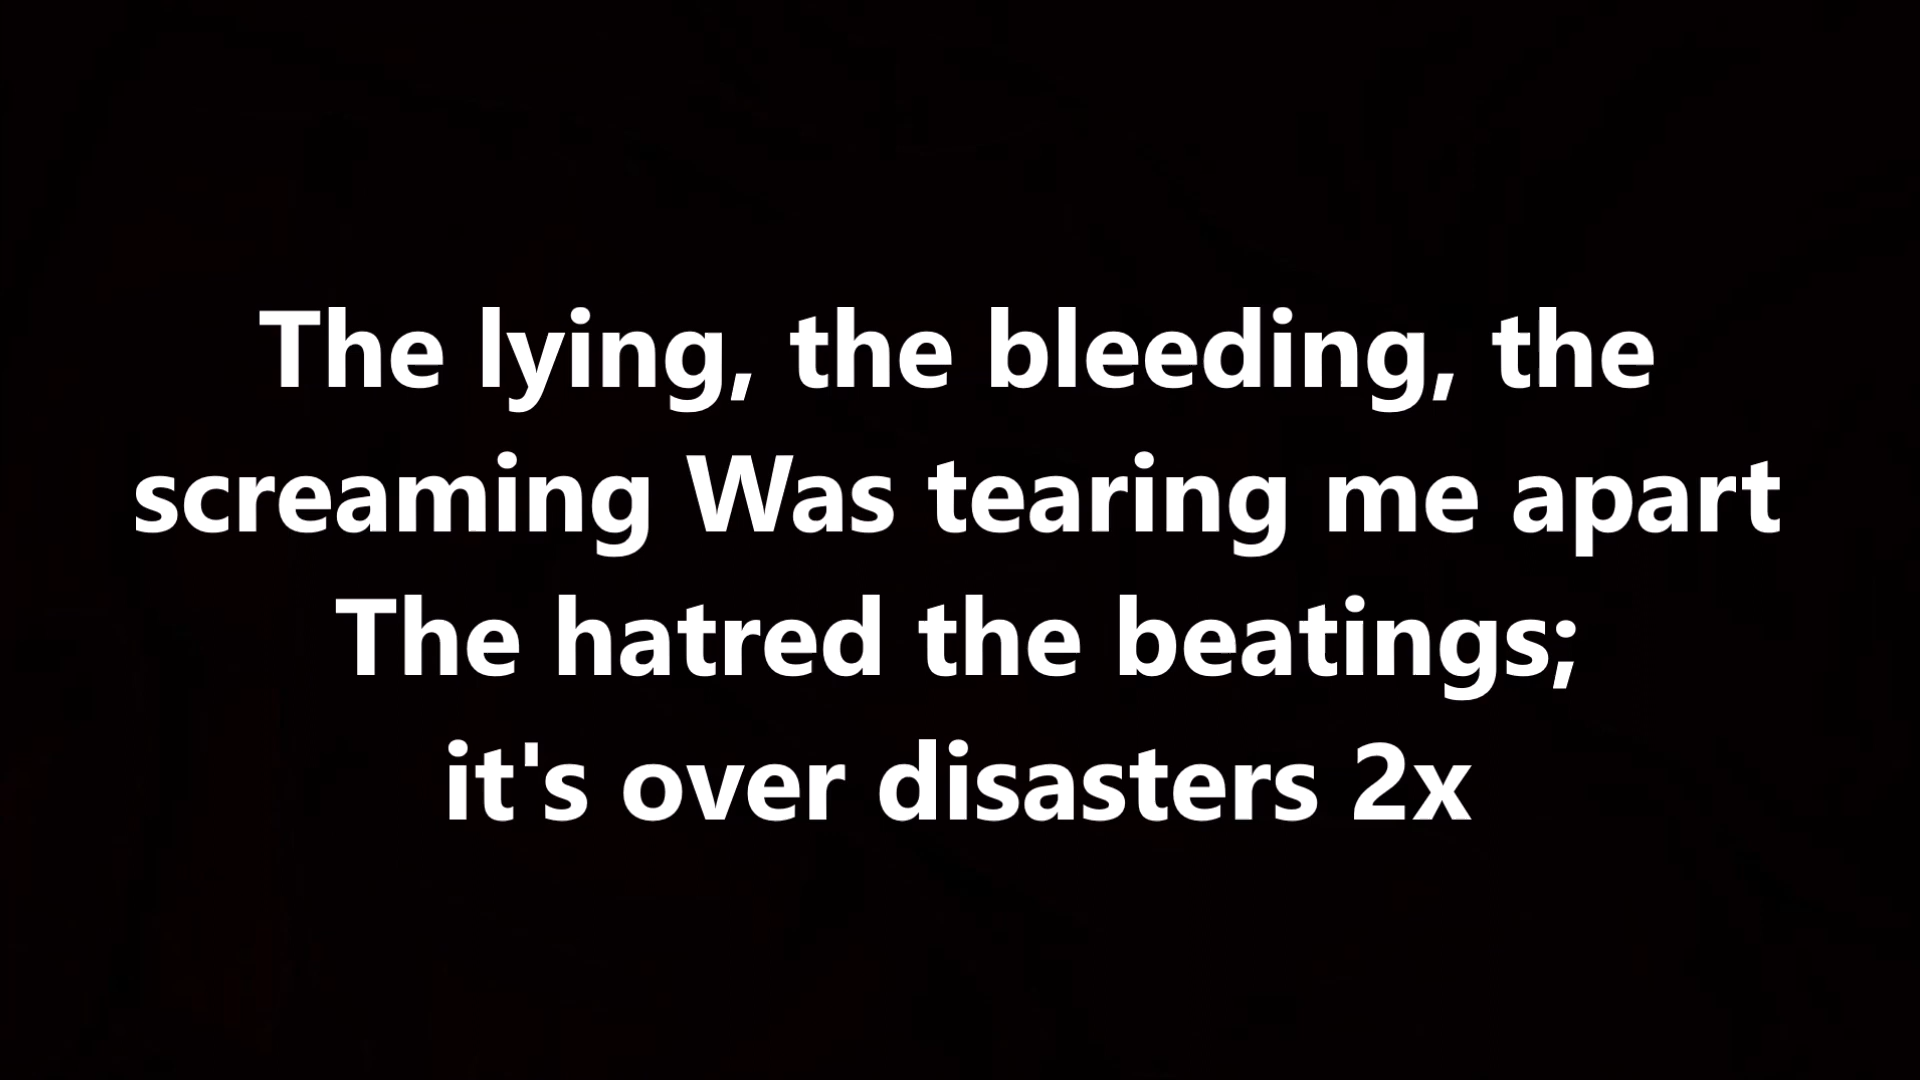 The lying, the bleeding, the
screaming Was tearing me apart
The hatred the beatings;
it's over disasters 2x